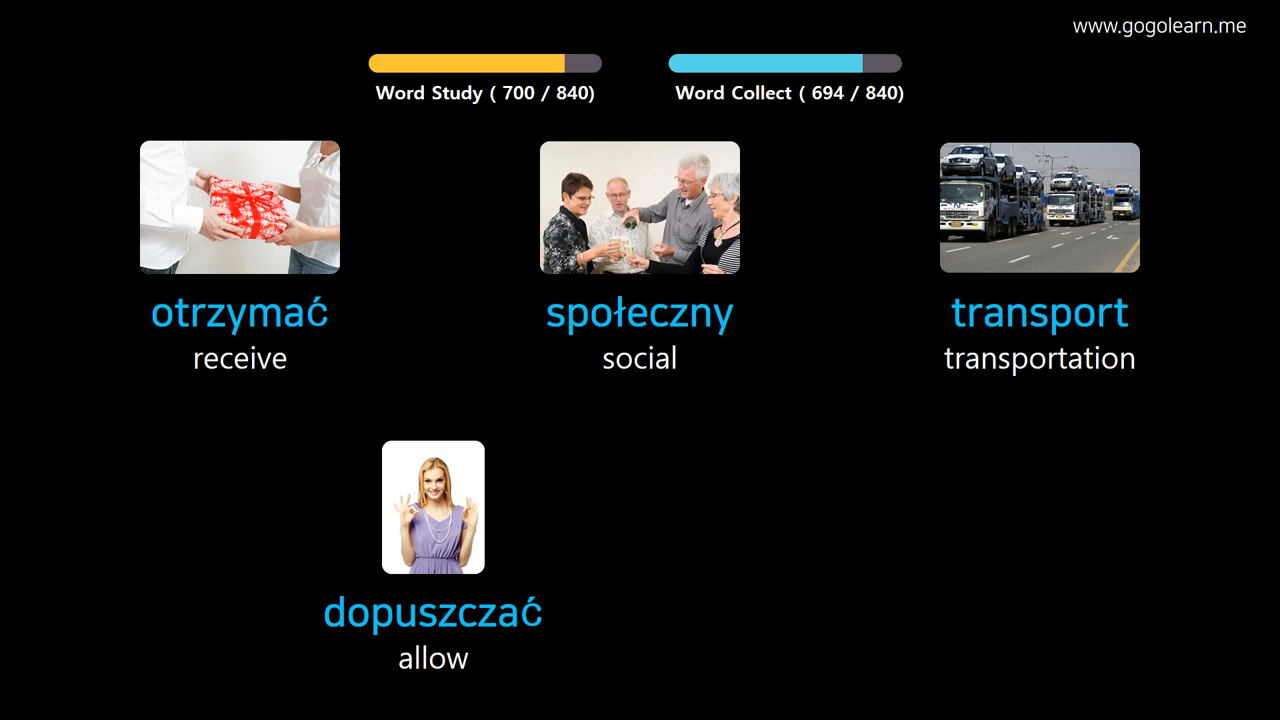 www.gogolearn.me
Word Study ( 700 / 840)
Word Collect ( 694 / 840)
otrzymać
receive
społeczny
social
transport
transportation
dopuszczać
allow